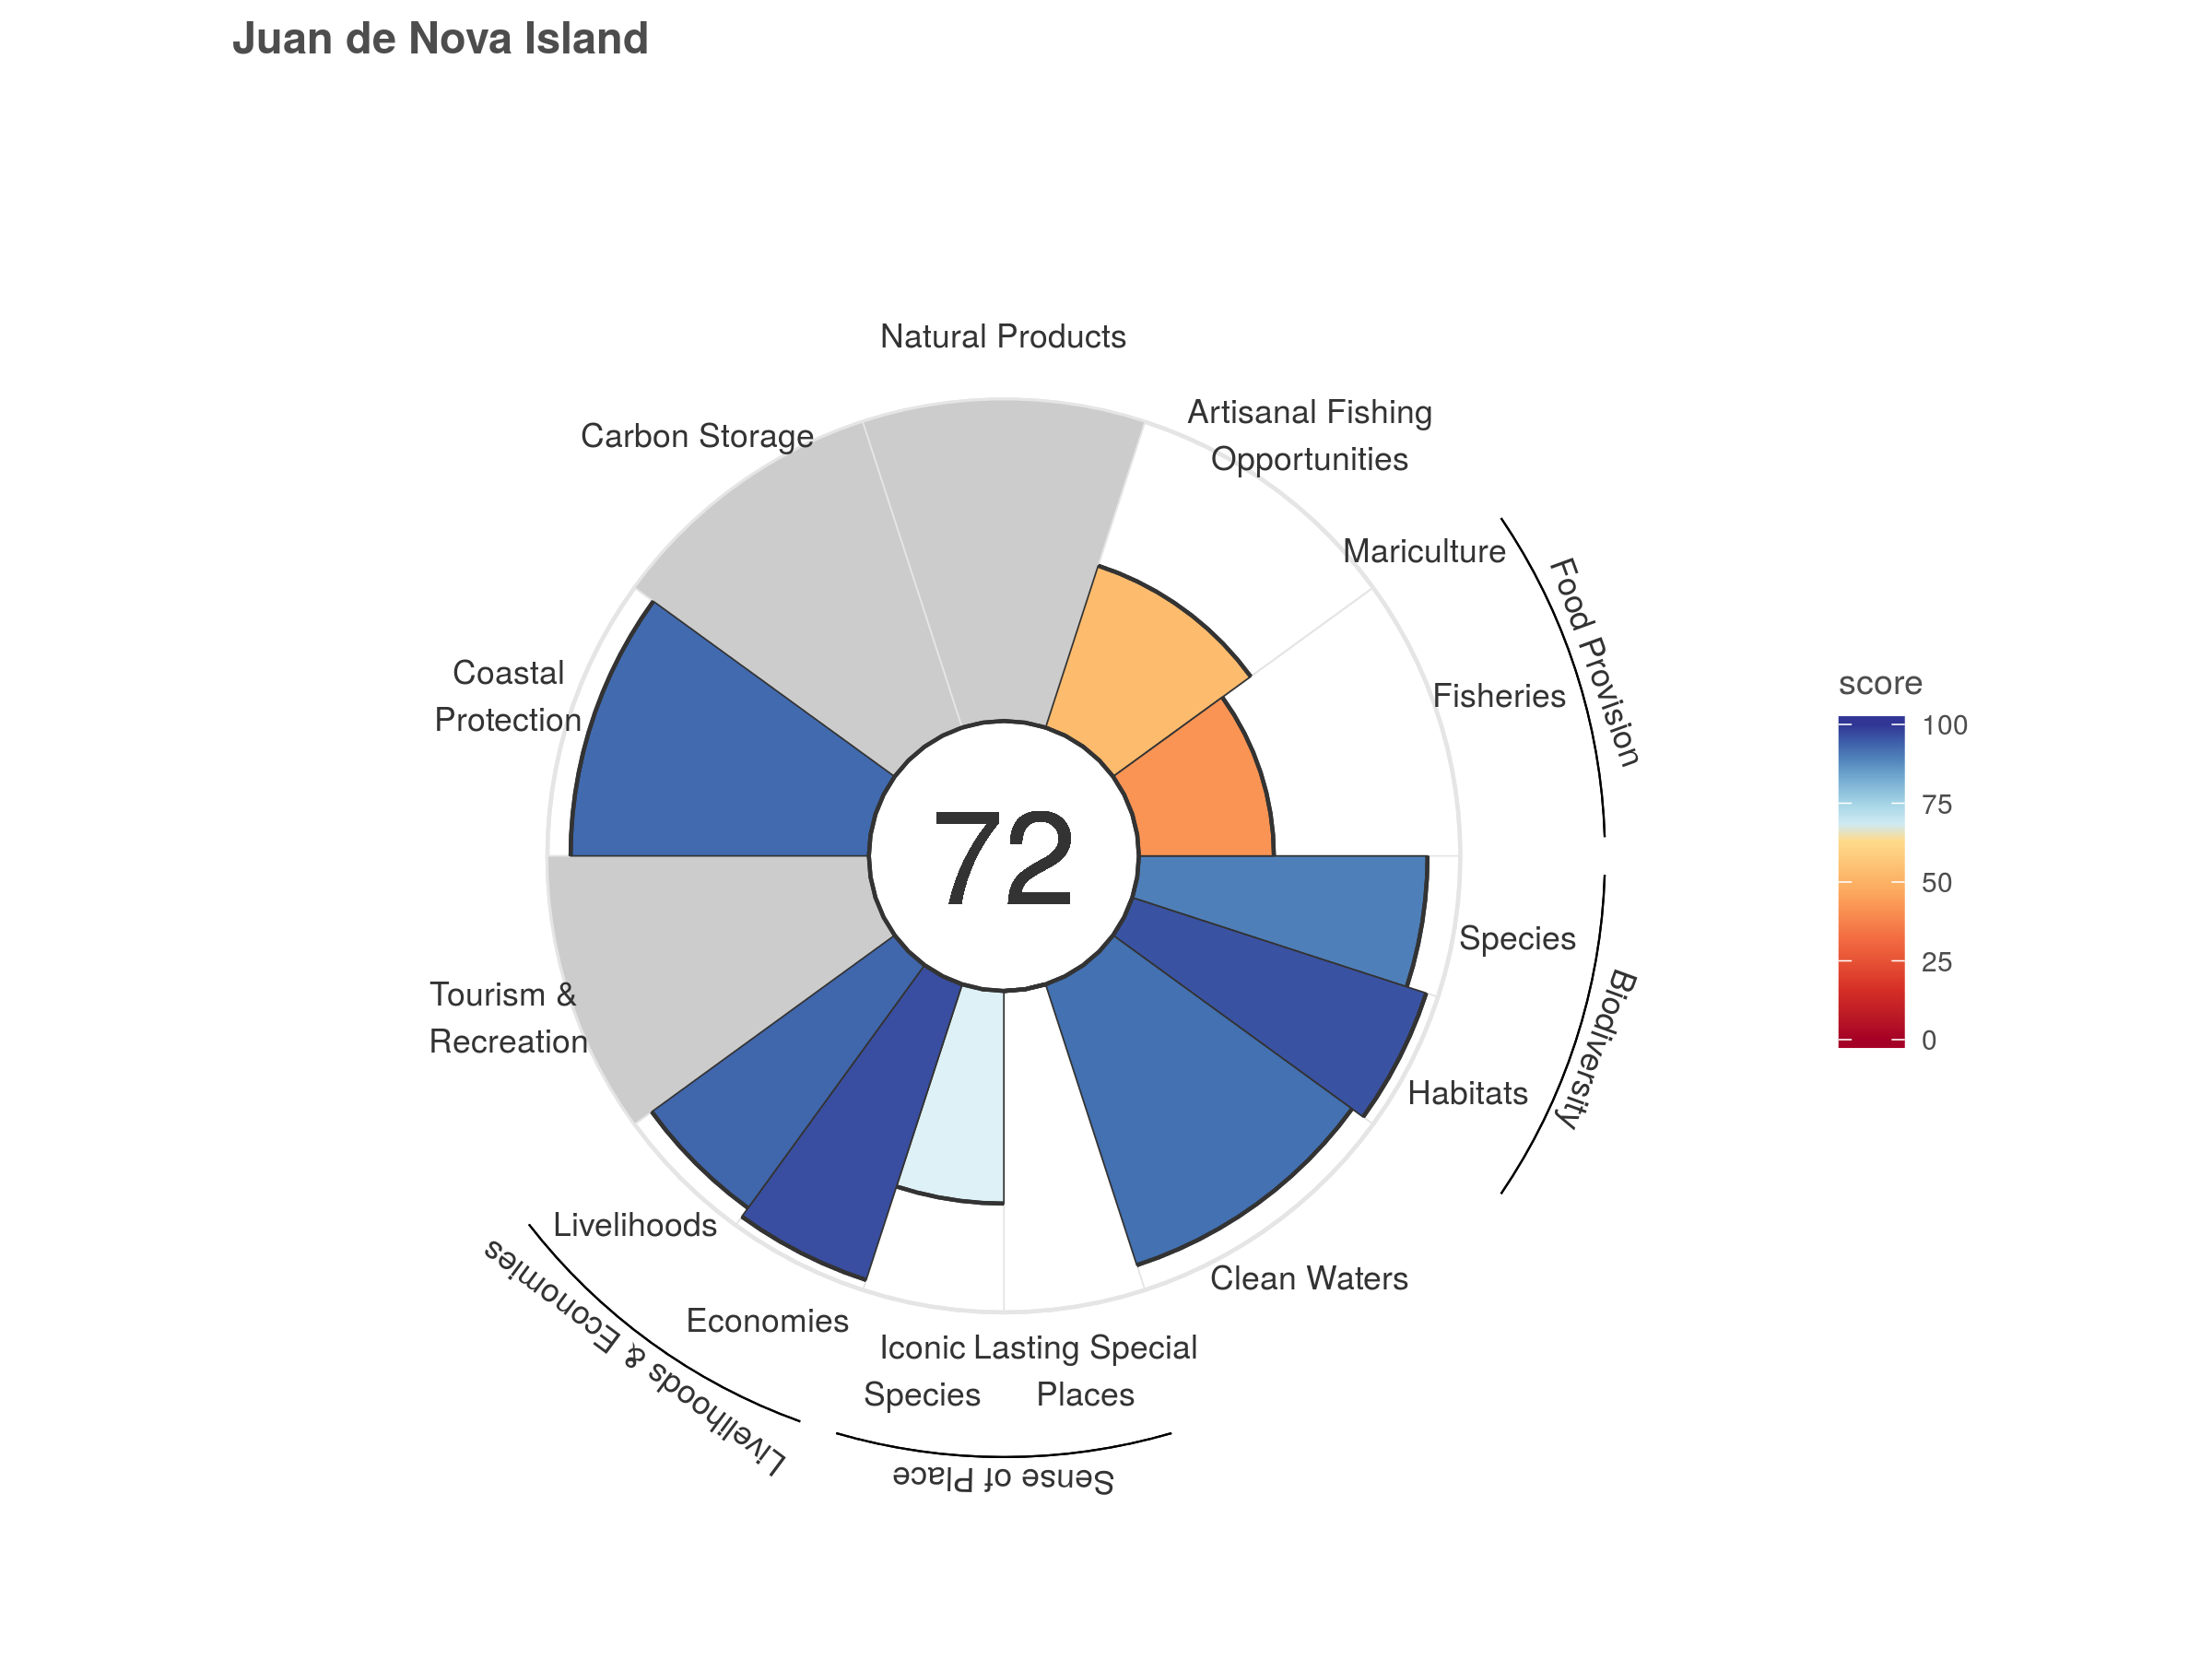 Juan de Nova Island
Natural Products
Artisanal Fishing
Opportunities
Carbon Storage
Mariculture
Food Provision
Fisheries
Coastal
Protection
score
100
75
50
25
0
72
Species
Biodiversity
Tourism &
Recreation
Habitats
Livelihoods
Clean Waters
Economies
Livelihoods & Economies
Iconic
Species
Lasting Special
Places
Sense of Place